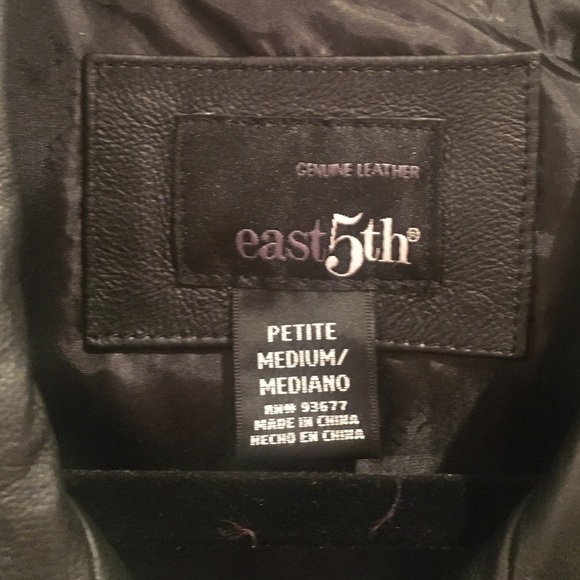 GENUINE LEATHER
east5th®
PETITE
MEDIUM/
MEDIANO
RN# 93677
MADE IN CHINA
HECHO EN CHINA